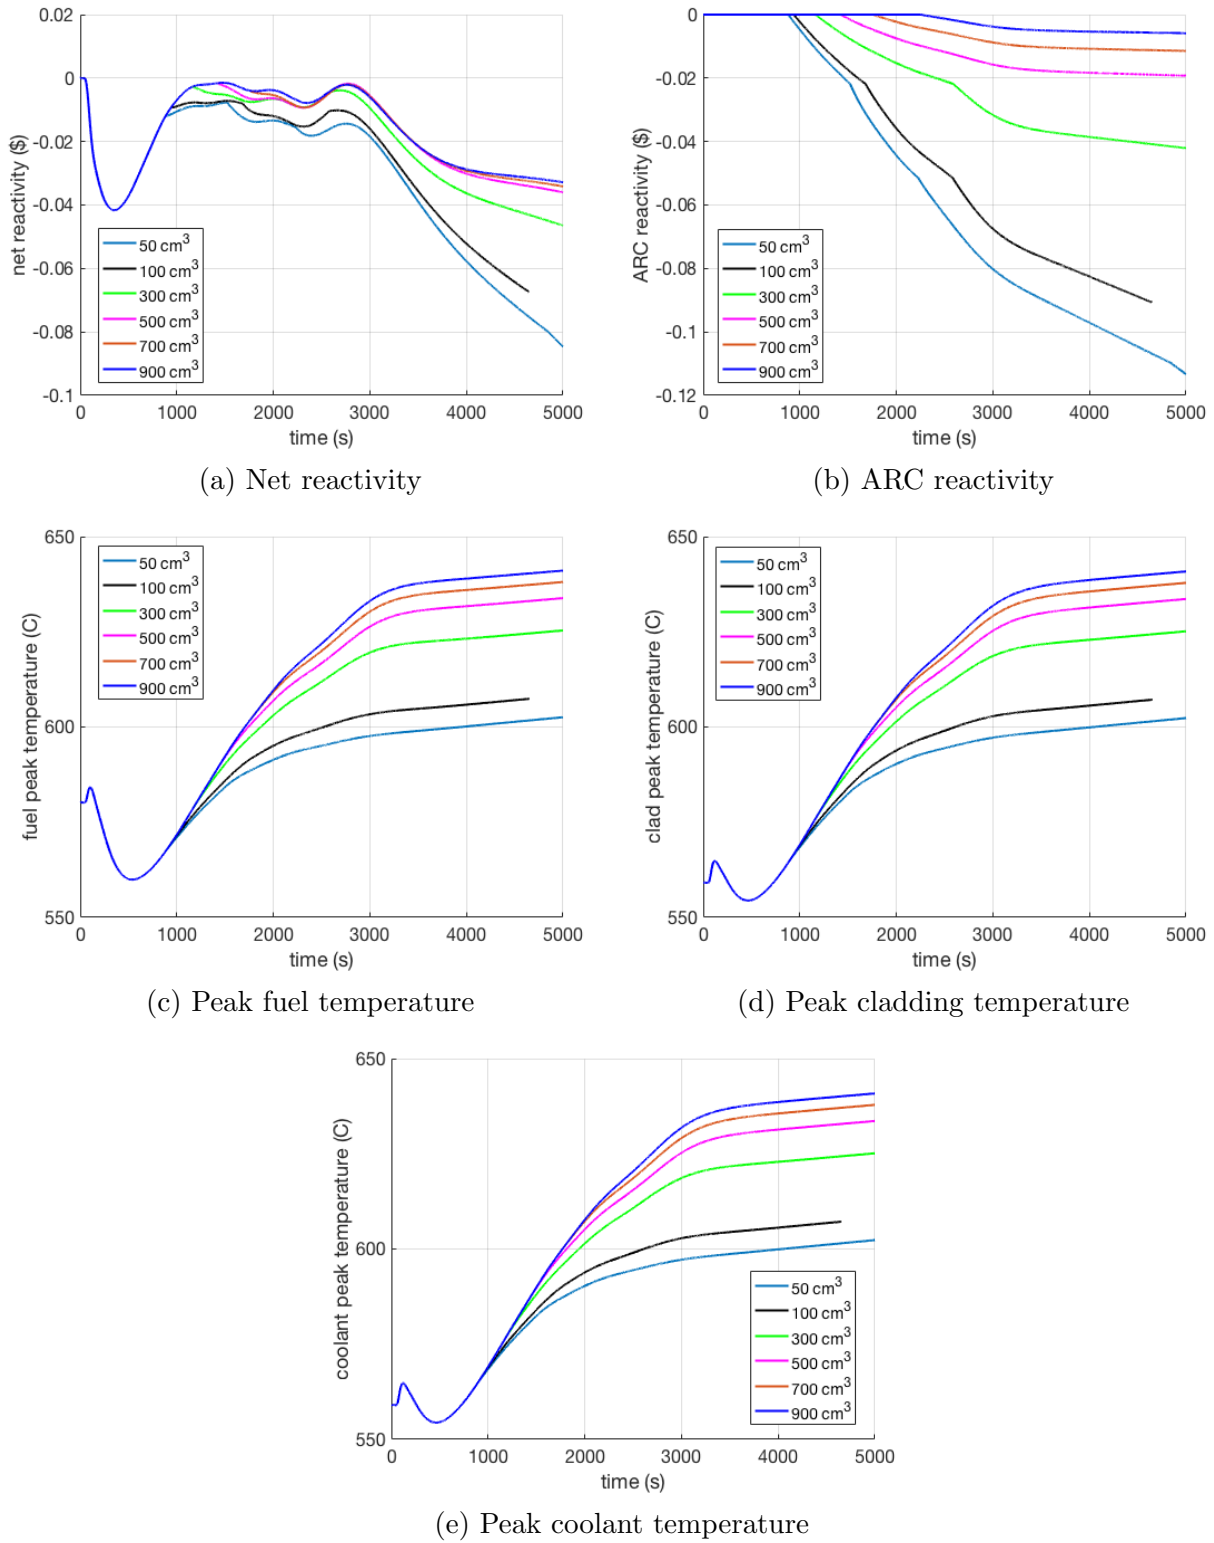 0.02
0
-0.02
-0.04
-0.06
-0.08
-0.1
net reactivity ($)
50 cm³
100 cm³
300 cm³
500 cm³
700 cm³
900 cm³
0 1000 2000 3000 4000 5000
time (s)
(a) Net reactivity
0
-0.02
-0.04
-0.06
-0.08
-0.1
-0.12
ARC reactivity ($)
50 cm³
100 cm³
300 cm³
500 cm³
700 cm³
900 cm³
0 1000 2000 3000 4000 5000
time (s)
(b) ARC reactivity
650
600
550
fuel peak temperature (C)
50 cm³
100 cm³
300 cm³
500 cm³
700 cm³
900 cm³
0 1000 2000 3000 4000 5000
time (s)
(c) Peak fuel temperature
650
600
550
clad peak temperature (C)
50 cm³
100 cm³
300 cm³
500 cm³
700 cm³
900 cm³
0 1000 2000 3000 4000 5000
time (s)
(d) Peak cladding temperature
650
600
550
coolant peak temperature (C)
50 cm³
100 cm³
300 cm³
500 cm³
700 cm³
900 cm³
0 1000 2000 3000 4000 5000
time (s)
(e) Peak coolant temperature